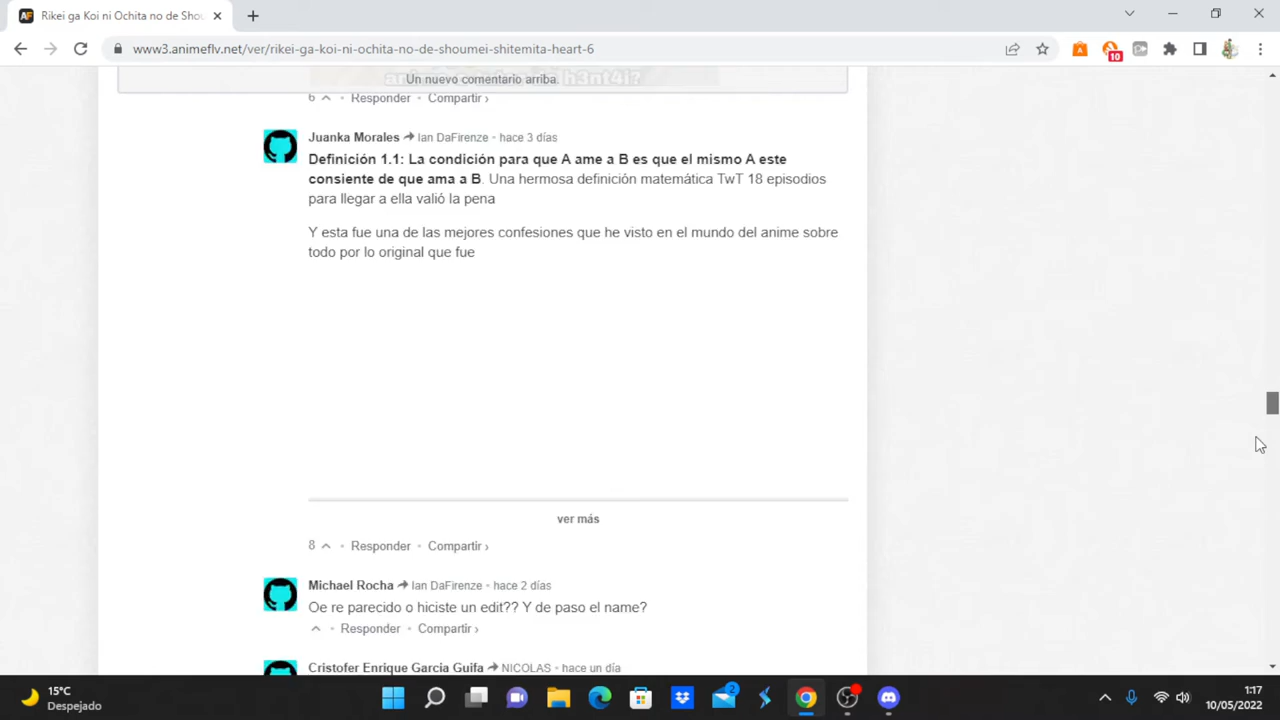 Rikei ga Koi ni Ochita no de Shou
www3.animeflv.net/ver/rikei-ga-koi-ni-ochita-no-de-shoumei-shitemita-heart-6
10
Un nuevo comentario arriba.
h3nt4i?
6 • Responder • Compartir ›
Juanka Morales Ian DaFirenze • hace 3 días
Definición 1.1: La condición para que A ame a B es que el mismo A este
consiente de que ama a B. Una hermosa definición matemática TwT 18 episodios
para llegar a ella valió la pena
Y esta fue una de las mejores confesiones que he visto en el mundo del anime sobre
todo por lo original que fue
ver más
8 • Responder • Compartir ›
Michael Rocha Ian DaFirenze • hace 2 días
Oe re parecido o hiciste un edit?? Y de paso el name?
• Responder • Compartir ›
Cristofer Enrique Garcia Guifa NICOLAS • hace un día
15°C
Despejado
2
1:17
10/05/2022